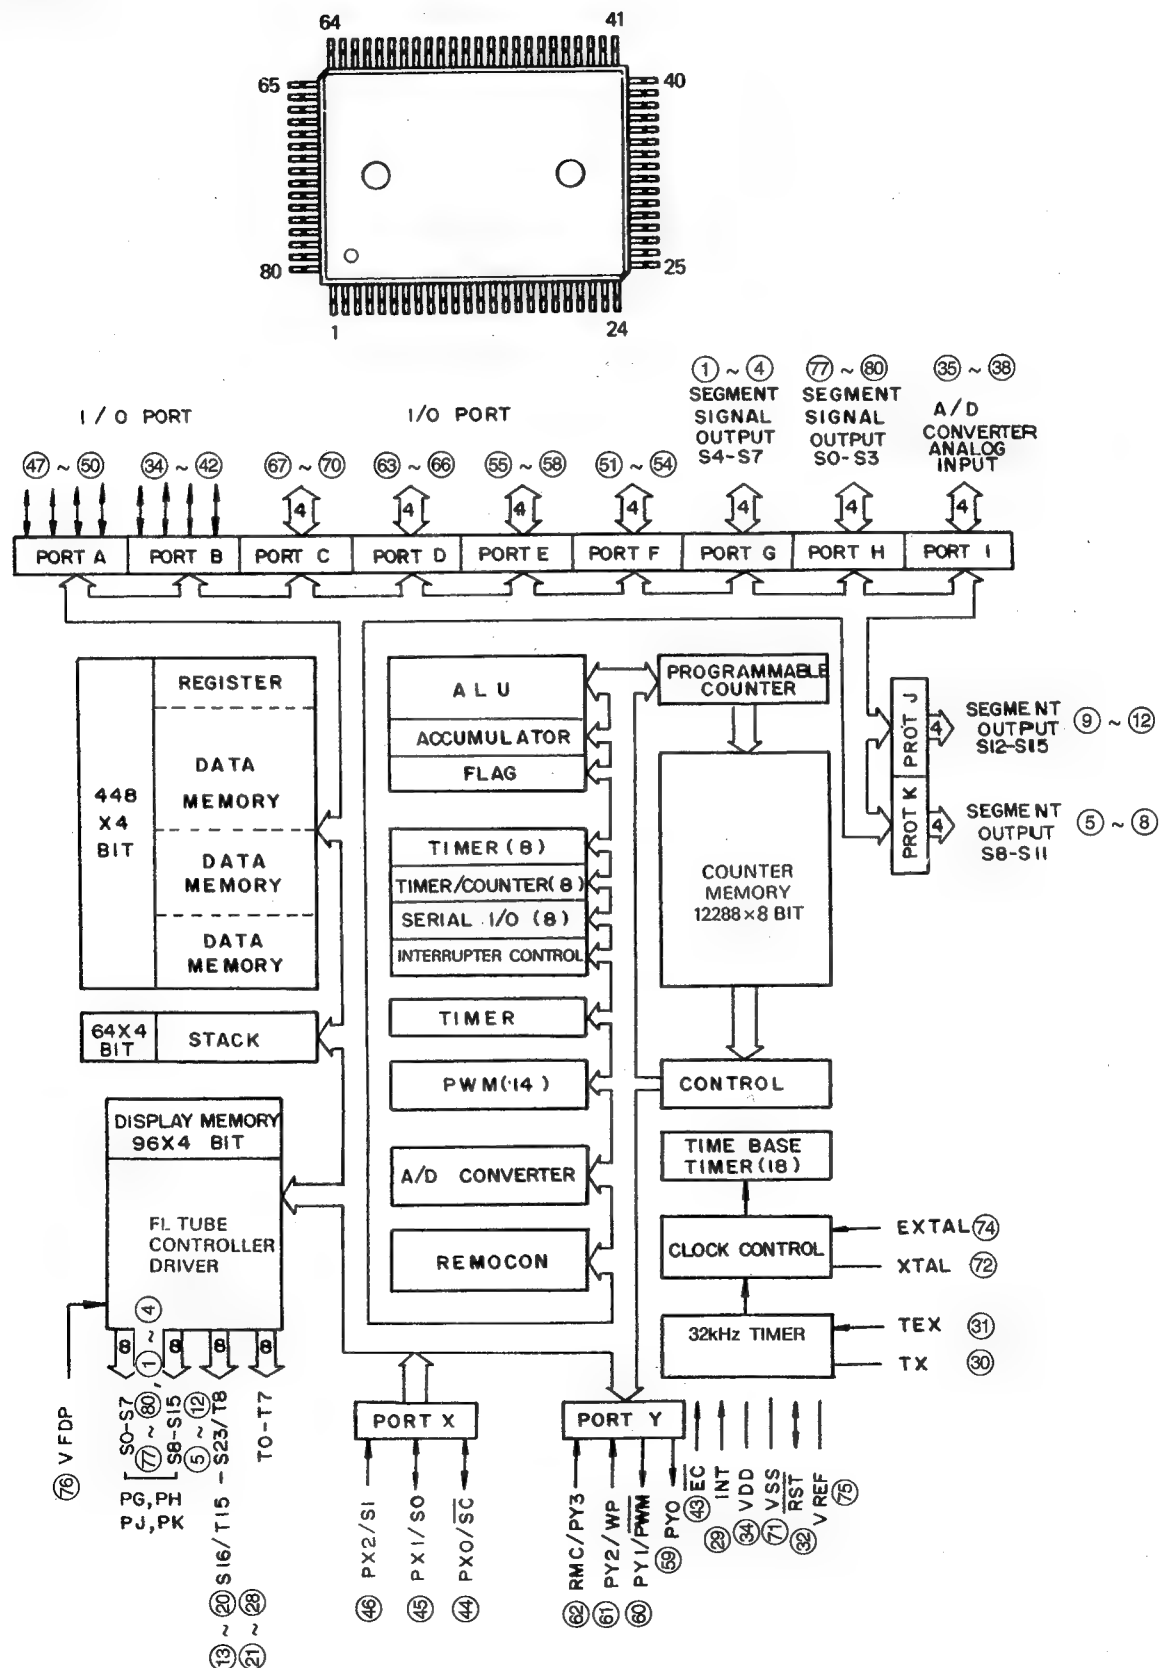 64
41
65
40
80
25
1
24
1 ~ 4
77 ~ 80
35 ~ 38
SEGMENT
SIGNAL
OUTPUT
S4-S7
SEGMENT
SIGNAL
OUTPUT
S0-S3
A/D
CONVERTER
ANALOG
INPUT
I/O PORT
I/O PORT
47 ~ 50
34 ~ 42
67 ~ 70
63 ~ 66
55 ~ 58
51 ~ 54
4
4
4
4
4
4
4
PORT A
PORT B
PORT C
PORT D
PORT E
PORT F
PORT G
PORT H
PORT I
448
X4
BIT
REGISTER
DATA
MEMORY
DATA
MEMORY
DATA
MEMORY
64X4
BIT
STACK
ALU
ACCUMULATOR
FLAG
TIMER(8)
TIMER/COUNTER(8)
SERIAL I/O (8)
INTERRUPTER CONTROL
TIMER
PWM(14)
A/D CONVERTER
REMOCON
PROGRAMMABLE
COUNTER
COUNTER
MEMORY
12288×8 BIT
CONTROL
TIME BASE
TIMER(18)
CLOCK CONTROL
32kHz TIMER
PROT J
4
SEGMENT
OUTPUT
S12-S15
9 ~ 12
PROT K
4
SEGMENT
OUTPUT
S8-S11
5 ~ 8
EXTAL 74
XTAL 72
TEX 31
TX 30
DISPLAY MEMORY
96X4 BIT
FL TUBE
CONTROLLER
DRIVER
8
8
8
8
76 VFDP
S0-S7
77 ~ 80, 1 ~ 4
S8-S15
5 ~ 12
PG,PH
PJ,PK
S16/T15 - S23/T8
13 ~ 20
21 ~ 28
T0-T7
PORT X
46 PX2/SI
45 PX1/SO
44 PX0/SC
PORT Y
62 RMC/PY3
61 PY2/WP
60 PY1/PWM
59 PY0
43 EC
29 INT
34 VDD
71 VSS
32 RST
75 VREF